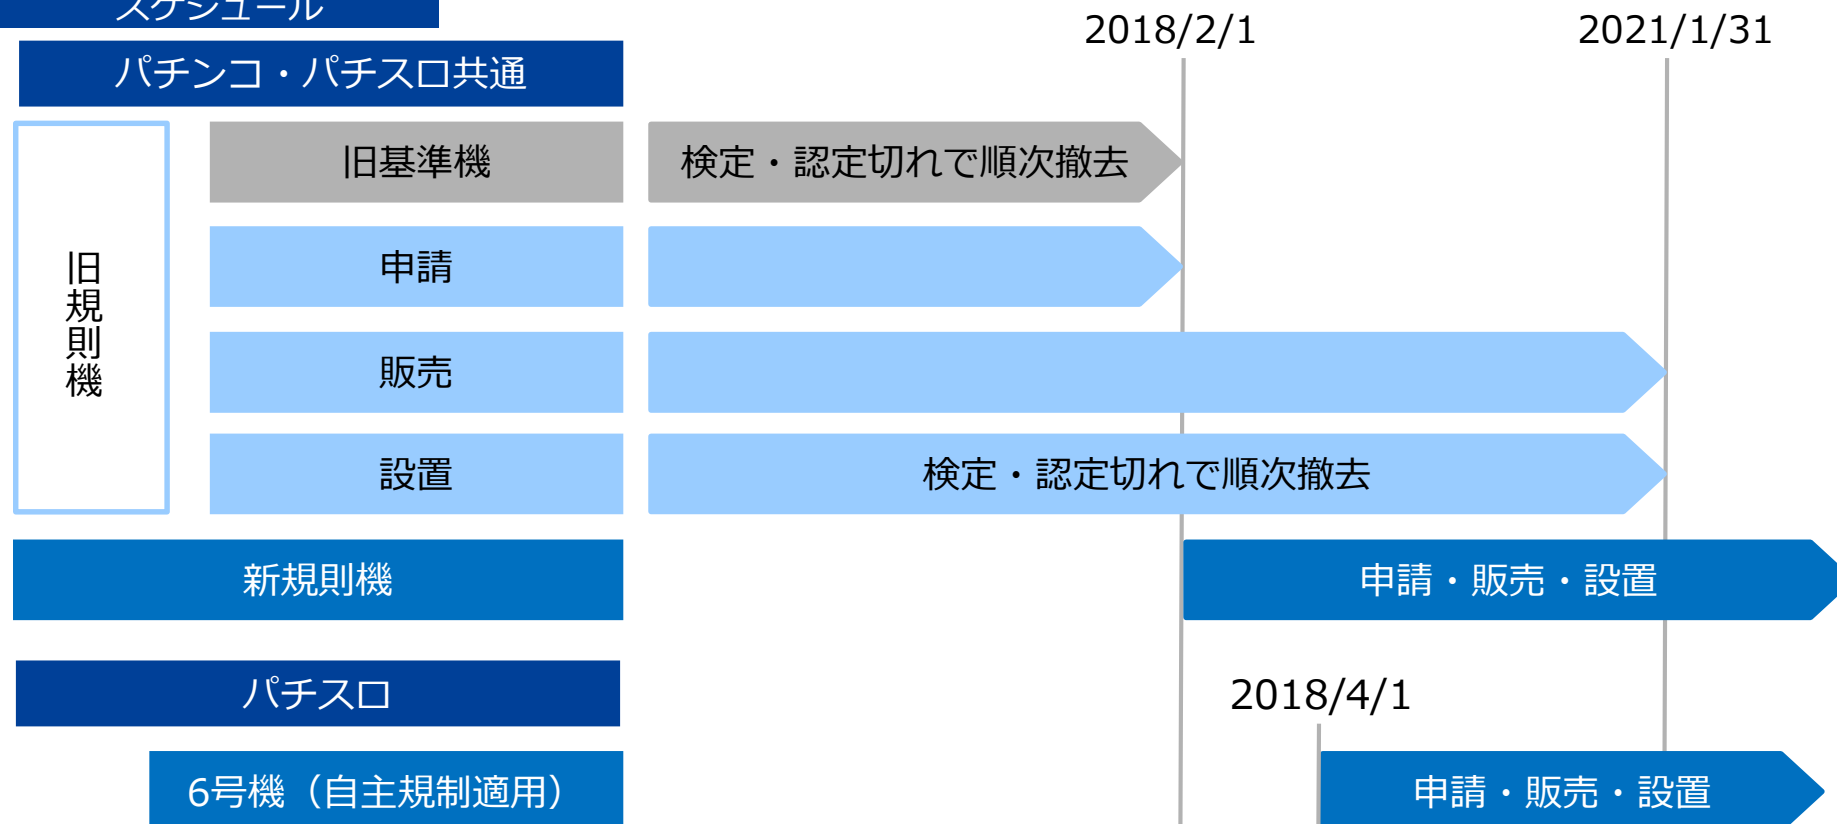 スケジュール
2018/2/1
2021/1/31
パチンコ・パチスロ共通
旧規則機
旧基準機
検定・認定切れで順次撤去
申請
販売
設置
検定・認定切れで順次撤去
新規則機
申請・販売・設置
パチスロ
2018/4/1
6号機（自主規制適用）
申請・販売・設置